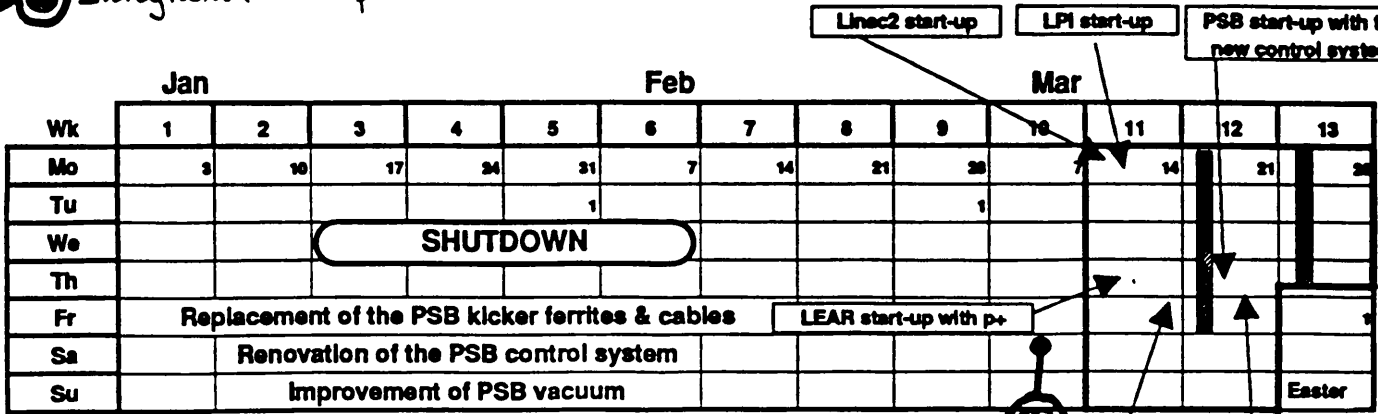 Linac2 start-up LPI start-up PSB start-up with
new control
Jan Feb Mar
Wk 1 2 3 4 5 6 7 8 9 10 11 12 13
Mo 3 10 17 24 31 7 14 21 28 7 14 21 28
Tu 1 1
We SHUTDOWN
Th
Fr Replacement of the PSB kicker ferrites & cables LEAR start-up with p+
Sa Renovation of the PSB control system
Su Improvement of PSB vacuum Easter